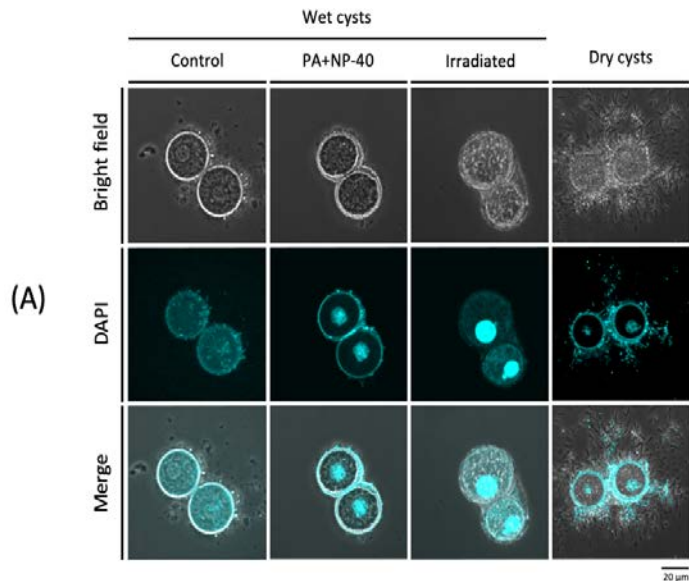 Wet cysts
Control
PA+NP-40
Irradiated
Dry cysts
Bright field
(A)
DAPI
Merge
20 µm